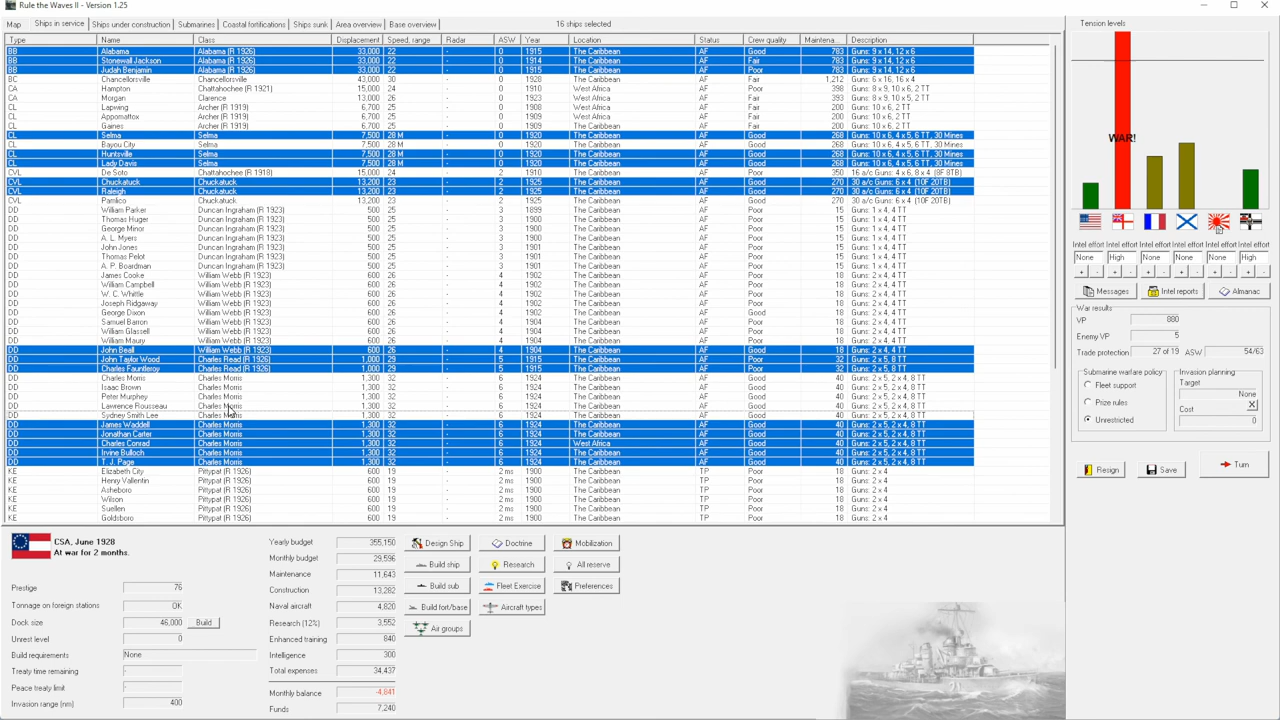 Rule the Waves II - Version 1.25
Map Ships in service Ships under construction Submarines Coastal fortifications Ships sunk Area overview Base overview 16 ships selected
Type Name Class Displacement Speed, range Radar ASW Year Location Status Crew quality Maintena... Description
BB Alabama Alabama (R 1926) 33,000 22 - 0 1915 The Caribbean AF Good 783 Guns: 9 x 14, 12 x 6
BB Stonewall Jackson Alabama (R 1926) 33,000 22 - 0 1914 The Caribbean AF Fair 783 Guns: 9 x 14, 12 x 6
BB Judah Benjamin Alabama (R 1926) 33,000 22 - 0 1915 The Caribbean AF Poor 783 Guns: 9 x 14, 12 x 6
BC Chancellorsville Chancellorsville 43,000 30 - 0 1928 The Caribbean AF Fair 1,212 Guns: 6 x 16, 16 x 4
CA Hampton Chattahoochee (R 1921) 15,000 24 - 0 1910 West Africa AF Poor 398 Guns: 10 x 6, 2 TT
CA Morgan Clarence 13,000 26 - 0 1923 West Africa AF Fair 393 Guns: 8 x 9, 10 x 5, 2 TT
CL Lapwing Archer (R 1919) 6,700 25 - 0 1908 West Africa AF Fair 200 Guns: 10 x 6, 2 TT
CL Appomattox Archer (R 1919) 6,700 25 - 0 1909 West Africa AF Fair 200 Guns: 10 x 6, 2 TT
CL Gaines Archer (R 1919) 6,700 25 - 0 1909 The Caribbean AF Fair 200 Guns: 10 x 6, 2 TT
CL Selma Selma 7,500 28 M - 0 1920 The Caribbean AF Good 268 Guns: 10 x 6, 4 x 5, 6 TT, 30 Mines
CL Bayou City Selma 7,500 28 M - 0 1920 The Caribbean AF Good 268 Guns: 10 x 6, 4 x 5, 6 TT, 30 Mines
CL Huntsville Selma 7,500 28 M - 0 1920 The Caribbean AF Good 268 Guns: 10 x 6, 4 x 5, 6 TT, 30 Mines
CL Lady Davis Selma 7,500 28 M - 0 1920 The Caribbean AF Good 268 Guns: 10 x 6, 4 x 5, 6 TT, 30 Mines
CVL De Soto Chattahoochee (R 1918) 15,000 24 - 2 1910 The Caribbean AF Poor 350 16 a/c Guns: 4 x 6, 8 x 4 (8F 8TB)
CVL Chuckatuck Chuckatuck 13,200 23 - 2 1925 The Caribbean AF Good 270 30 a/c Guns: 6 x 4 (10F 20TB)
CVL Raleigh Chuckatuck 13,200 23 - 2 1925 The Caribbean AF Good 270 30 a/c Guns: 6 x 4 (10F 20TB)
CVL Pamlico Chuckatuck 13,200 23 - 2 1925 The Caribbean AF Poor 270 30 a/c Guns: 6 x 4 (10F 20TB)
DD William Parker Duncan Ingraham (R 1923) 500 25 - 3 1899 The Caribbean AF Poor 15 Guns: 1 x 4, 4 TT
DD Thomas Huger Duncan Ingraham (R 1923) 500 25 - 3 1900 The Caribbean AF Poor 15 Guns: 1 x 4, 4 TT
DD George Minor Duncan Ingraham (R 1923) 500 25 - 3 1900 The Caribbean AF Poor 15 Guns: 1 x 4, 4 TT
DD A. L. Myers Duncan Ingraham (R 1923) 500 25 - 3 1900 The Caribbean AF Poor 15 Guns: 1 x 4, 4 TT
DD John Jones Duncan Ingraham (R 1923) 500 25 - 3 1901 The Caribbean AF Poor 15 Guns: 1 x 4, 4 TT
DD Thomas Pelot Duncan Ingraham (R 1923) 500 25 - 3 1901 The Caribbean AF Poor 15 Guns: 1 x 4, 4 TT
DD A. P. Boardman Duncan Ingraham (R 1923) 500 25 - 3 1901 The Caribbean AF Poor 15 Guns: 1 x 4, 4 TT
DD James Cooke William Webb (R 1923) 600 26 - 4 1902 The Caribbean AF Poor 18 Guns: 2 x 4, 4 TT
DD William Campbell William Webb (R 1923) 600 26 - 4 1902 The Caribbean AF Good 18 Guns: 2 x 4, 4 TT
DD W. C. Whittle William Webb (R 1923) 600 26 - 4 1902 The Caribbean AF Poor 18 Guns: 2 x 4, 4 TT
DD Joseph Ridgaway William Webb (R 1923) 600 26 - 4 1902 The Caribbean AF Good 18 Guns: 2 x 4, 4 TT
DD George Dixon William Webb (R 1923) 600 26 - 4 1902 The Caribbean AF Good 18 Guns: 2 x 4, 4 TT
DD Samuel Barron William Webb (R 1923) 600 26 - 4 1904 The Caribbean AF Poor 18 Guns: 2 x 4, 4 TT
DD William Glassell William Webb (R 1923) 600 26 - 4 1904 The Caribbean AF Good 18 Guns: 2 x 4, 4 TT
DD William Maury William Webb (R 1923) 600 26 - 4 1904 The Caribbean AF Poor 18 Guns: 2 x 4, 4 TT
DD John Beall William Webb (R 1923) 600 26 - 4 1904 The Caribbean AF Good 18 Guns: 2 x 4, 4 TT
DD John Taylor Wood Charles Read (R 1926) 1,000 29 - 5 1915 The Caribbean AF Poor 32 Guns: 2 x 5, 8 TT
DD Charles Fauntleroy Charles Read (R 1926) 1,000 29 - 5 1915 The Caribbean AF Poor 32 Guns: 2 x 5, 8 TT
DD Charles Morris Charles Morris 1,300 32 - 6 1924 The Caribbean AF Good 40 Guns: 2 x 5, 2 x 4, 8 TT
DD Isaac Brown Charles Morris 1,300 32 - 6 1924 The Caribbean AF Good 40 Guns: 2 x 5, 2 x 4, 8 TT
DD Peter Murphey Charles Morris 1,300 32 - 6 1924 The Caribbean AF Good 40 Guns: 2 x 5, 2 x 4, 8 TT
DD Lawrence Rousseau Charles Morris 1,300 32 - 6 1924 The Caribbean AF Good 40 Guns: 2 x 5, 2 x 4, 8 TT
DD Sydney Smith Lee Charles Morris 1,300 32 - 6 1924 The Caribbean AF Good 40 Guns: 2 x 5, 2 x 4, 8 TT
DD James Waddell Charles Morris 1,300 32 - 6 1924 The Caribbean AF Good 40 Guns: 2 x 5, 2 x 4, 8 TT
DD Jonathan Carter Charles Morris 1,300 32 - 6 1924 The Caribbean AF Good 40 Guns: 2 x 5, 2 x 4, 8 TT
DD Charles Conrad Charles Morris 1,300 32 - 6 1924 West Africa AF Good 40 Guns: 2 x 5, 2 x 4, 8 TT
DD Irvine Bulloch Charles Morris 1,300 32 - 6 1924 The Caribbean AF Good 40 Guns: 2 x 5, 2 x 4, 8 TT
DD T. J. Page Charles Morris 1,300 32 - 6 1924 The Caribbean AF Good 40 Guns: 2 x 5, 2 x 4, 8 TT
KE Elizabeth City Pittypat (R 1926) 600 19 - 2 ms 1900 The Caribbean TP Poor 18 Guns: 2 x 4
KE Henry Vallentin Pittypat (R 1926) 600 19 - 2 ms 1900 The Caribbean TP Poor 18 Guns: 2 x 4
KE Asheboro Pittypat (R 1926) 600 19 - 2 ms 1900 The Caribbean TP Poor 18 Guns: 2 x 4
KE Wilson Pittypat (R 1926) 600 19 - 2 ms 1900 The Caribbean TP Poor 18 Guns: 2 x 4
KE Suellen Pittypat (R 1926) 600 19 - 2 ms 1900 The Caribbean TP Poor 18 Guns: 2 x 4
KE Goldsboro Pittypat (R 1926) 600 19 - 2 ms 1900 The Caribbean TP Poor 18 Guns: 2 x 4
Tension levels
WAR!
Intel effort Intel effort Intel effort Intel effort Intel effort Intel effort
None High None None None High
+ - + - + - + - + - + -
Messages Intel reports Almanac
War results
VP 880
Enemy VP 5
Trade protection 27 of 19 ASW 54/63
Submarine warfare policy
Fleet support
Prize rules
Unrestricted
Invasion planning
Target
None
Cost X
0
Resign Save Turn
CSA, June 1928
At war for 2 months.
Prestige 76
Tonnage on foreign stations OK
Dock size 46,000 Build
Unrest level 0
Build requirements None
Treaty time remaining -
Peace treaty limit -
Invasion range (nm) 400
Yearly budget 355,150
Monthly budget 29,596
Maintenance 11,643
Construction 13,282
Naval aircraft 4,820
Research (12%) 3,552
Enhanced training 840
Intelligence 300
Total expenses 34,437
Monthly balance -4,841
Funds 7,240
Design Ship Doctrine Mobilization
Build ship Research All reserve
Build sub Fleet Exercise Preferences
Build fort/base Aircraft types
Air groups